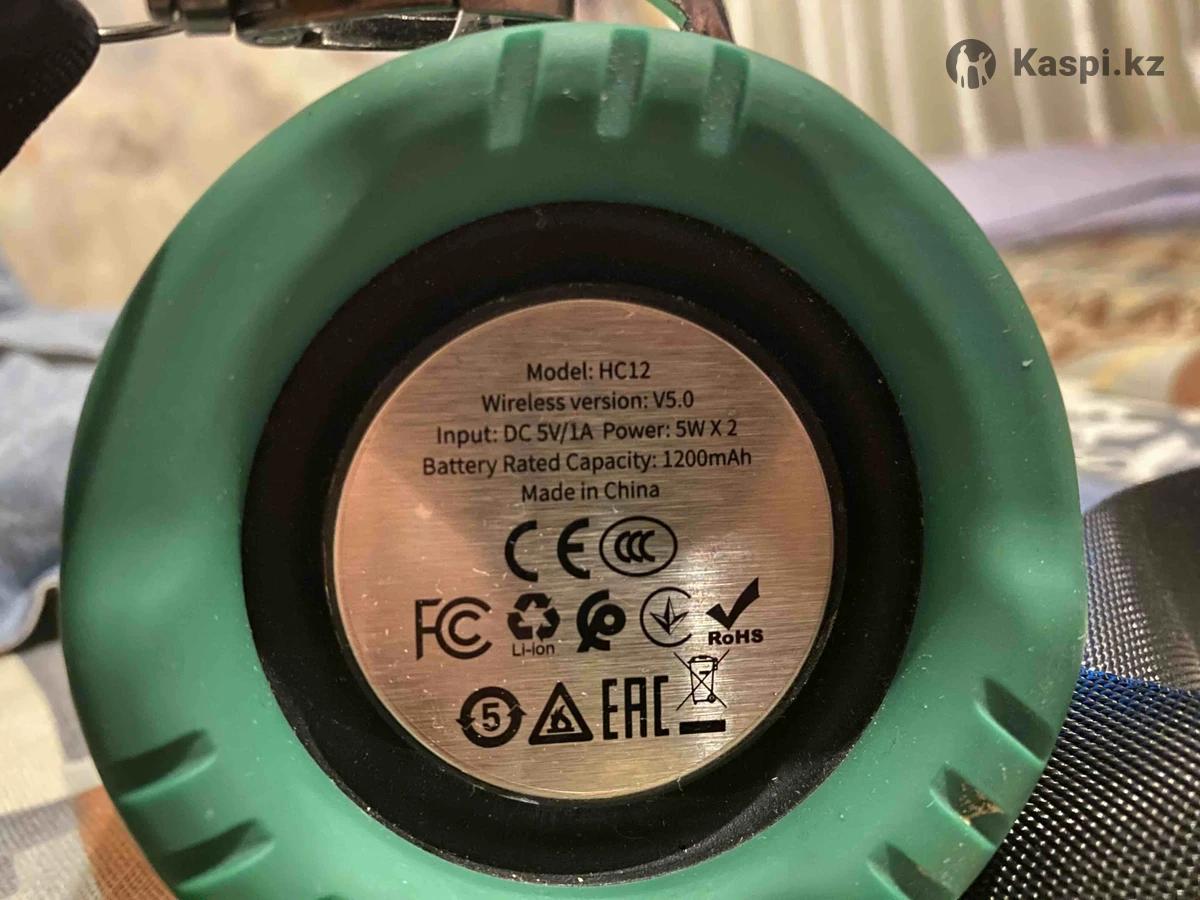 Kaspi.kz
Model: HC12
Wireless version: V5.0
Input: DC 5V/1A Power: 5W X 2
Battery Rated Capacity: 1200mAh
Made in China
CE CCC
FC Li-ion RoHS
5 EAC